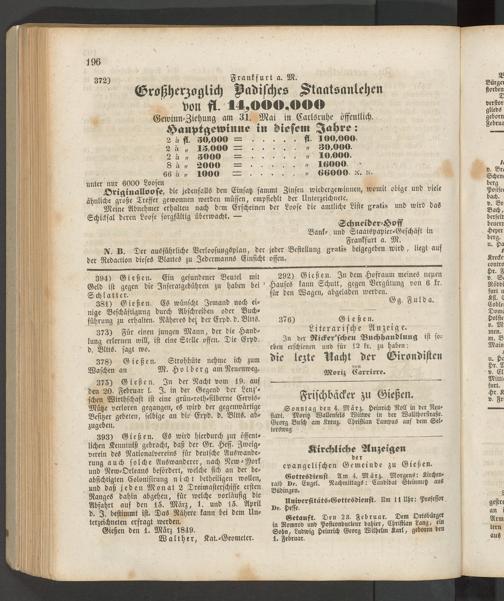 196
372)
Frankfurt a. M.
Großherzoglich Badisches Staatsanlehen
von fl. 14,000,000
Gewinn-Ziehung am 31. Mai in Carlsruhe öffentlich.
Hauptgewinne in diesem Jahre:
2 à fl. 50,000 = . . . . . fl. 100,000.
2 à „ 15,000 = . . . . . „ 30,000.
2 à „ 5000 = . . . . . „ 10,000.
8 à „ 2000 = . . . . . „ 16000
66 à „ 1000 = . . . . . „ 66000 ꝛc. ꝛc.
unter nur 6000 Loosen
Originalloose, die jedenfalls den Einsatz sammt Zinsen wiedergewinnen, womit obige und viele
ähnliche große Treffer gewonnen werden müssen, empfiehlt der Unterzeichnete.
Meine Abnehmer erhalten nach dem Erscheinen der Loose die amtliche Liste gratis und wird das
Schicksal deren Loose sorgfältig überwacht. —
Schneider-Hoff
Bank- und Staatspapier-Geschäft in
Frankfurt a. M.
N. B. Der ausführliche Verloosungsplan, der jeder Bestellung gratis beigegeben wird, liegt auf
der Redaction dieses Blattes zu Jedermanns Einsicht offen.
394) Gießen. Ein gefundener Beutel mit
Geld ist gegen die Inseratgebühren zu haben bei
Schlatter.
381) Gießen. Es wünscht Jemand noch ei-
nige Beschäftigung durch Abschreiben oder Buch-
führung zu erhalten. Näheres bei der Exped. d. Blts.
373) Für einen jungen Mann, der die Hand-
lung erlernen will, ist eine Stelle offen. Die Exped.
d. Blts. sagt wo.
378) Gießen. Strohhüte nehme ich zum
Waschen an M. Holberg am Neuenweg.
375) Gießen. In der Nacht vom 19. auf
den 20. Februar l. J. in der Gegend der
Wirthschaft ist eine grün-roth-silberne Cervis-
Mütze verloren gegangen, es wird der gegenwärtige
Besitzer gebeten, selbige an die Exped. d. Blts. ab-
zugeben.
393) Gießen. Es wird hierdurch zur öffent-
lichen Kenntniß gebracht, daß der Gr. Hess. Zweig-
verein des Nationalvereins für deutsche Auswande-
rung auch solche Auswanderer, nach New-York
und New-Orleans befördert, welche sich an der be-
absichtigten Colonisirung nicht betheiligen wollen,
und daß jeden Monat 2 Dreimasterschiffe ersten
Ranges dahin abgehen, für welche vorläufig die
Abfahrt auf den 15. März, 1. und 15. April
d. J. bestimmt ist. Das Nähere kann bei dem Un-
terzeichneten erfragt werden.
Gießen den 1. März 1849.
Walther, Kat.-Geometer.
292) Gießen. In dem Hofraum meines neuen
Hauses kann Schutt, gegen Vergütung von 6 kr.
für den Wagen, abgeladen werden.
Gg. Fulda.
376) Gießen.
Literarische Anzeige.
In der Ricker'schen Buchhandlung ist so-
eben erschienen und für 12 kr. zu haben:
die letzte Nacht der Girondisten
von
Moriz Carriere.
Frischbäcker zu Gießen.
Sonntag den 4. März. Heinrich Noll in der Neu-
stadt. Moritz Wallenfels Wittwe in der Wallthorstraße.
Georg Busch am Kreuz. Christian Lumpus auf dem Sel-
tersweg.
Kirchliche Anzeigen
der
evangelischen Gemeinde zu Gießen.
Gottesdienst. Am 4. März. Morgens: Kirchen-
rath Dr. Engel. Nachmittags: Candidat Steinmetz aus
Büdingen.
Universitäts-Gottesdienst. Um 11 Uhr: Professor
Dr.
Getauft. Den 28. Februar. Dem Ortsbürger
in Romrod und Postconducteur dahier, Christian Lang, ein
Sohn, Ludwig Heinrich Georg Wilhelm Karl, geboren den
1. Februar.